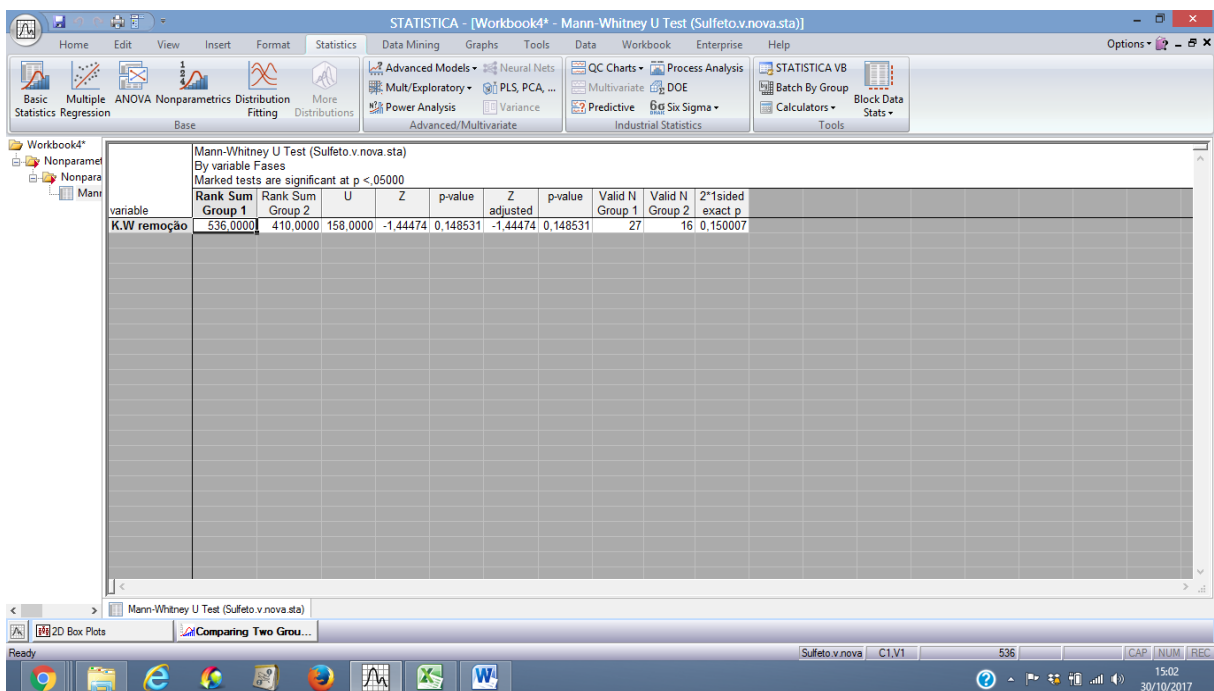 STATISTICA - [Workbook4* - Mann-Whitney U Test (Sulfeto.v.nova.sta)]
Home Edit View Insert Format Statistics Data Mining Graphs Tools Data Workbook Enterprise Help Options
Basic Statistics
Multiple Regression
ANOVA
Nonparametrics
Distribution Fitting
More Distributions
Base
Advanced Models
Neural Nets
Mult/Exploratory
PLS, PCA, ...
Power Analysis
Variance
Advanced/Multivariate
QC Charts
Process Analysis
Multivariate
DOE
Predictive
6σ Six Sigma
Industrial Statistics
STATISTICA VB
Batch By Group
Calculators
Block Data Stats
Tools
Workbook4*
Nonparamet
Nonpara
Mann
Mann-Whitney U Test (Sulfeto.v.nova.sta)
By variable Fases
Marked tests are significant at p <,05000
variable Rank Sum Group 1 Rank Sum Group 2 U Z p-value Z adjusted p-value Valid N Group 1 Valid N Group 2 2*1sided exact p
K.W remoção 536,0000 410,0000 158,0000 -1,44474 0,148531 -1,44474 0,148531 27 16 0,150007
Mann-Whitney U Test (Sulfeto.v.nova.sta)
2D Box Plots
Comparing Two Grou...
Ready Sulfeto.v.nova C1,V1 536 CAP NUM REC
15:02
30/10/2017